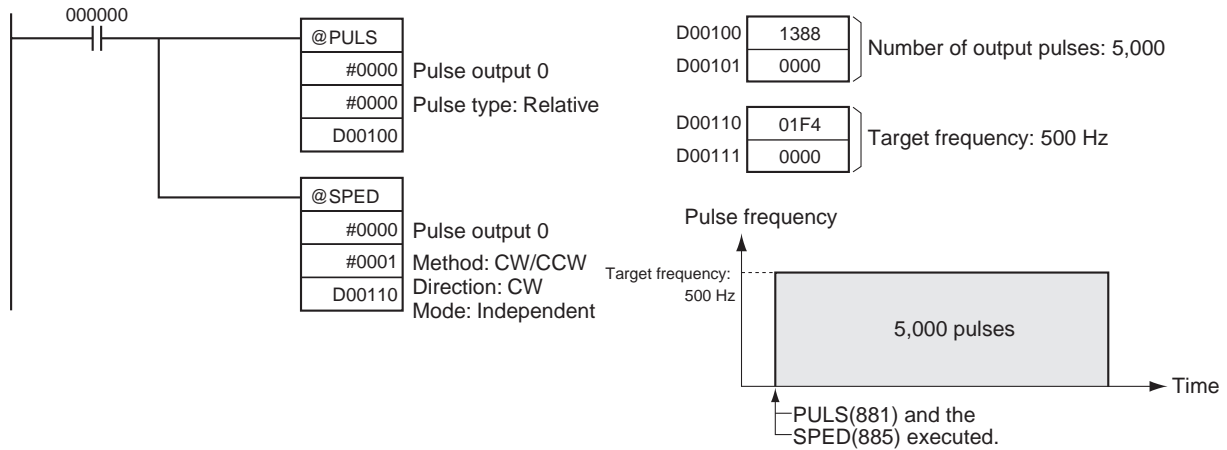 000000
@PULS
#0000 Pulse output 0
#0000 Pulse type: Relative
D00100
@SPED
#0000 Pulse output 0
#0001 Method: CW/CCW
Direction: CW
D00110
Mode: Independent
D00100 1388
D00101 0000
Number of output pulses: 5,000
D00110 01F4
D00111 0000
Target frequency: 500 Hz
Pulse frequency
Target frequency:
500 Hz
5,000 pulses
Time
PULS(881) and the
SPED(885) executed.